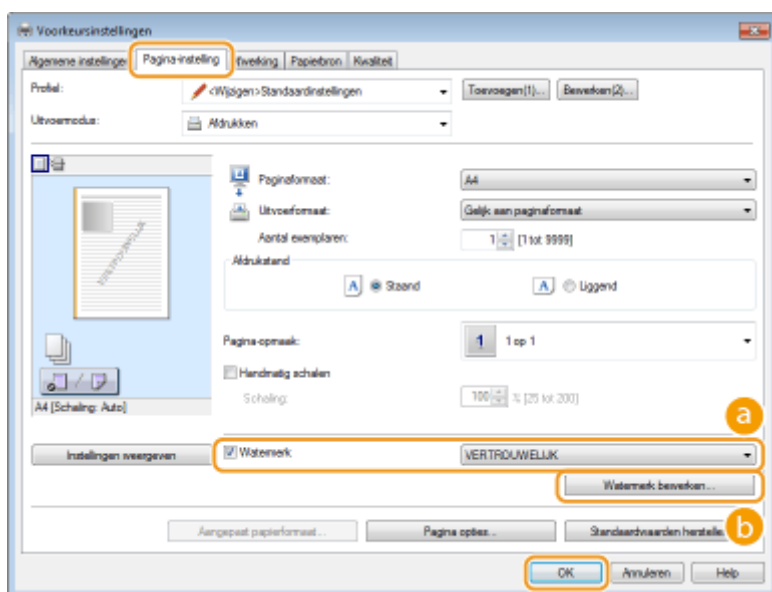 Voorkeursinstellingen
Algemene instellingen Pagina-instelling Afwerking Papierbron Kwaliteit
Profiel: <Wijzigen>Standaardinstellingen Toevoegen(1)... Bewerken(2)...
Uitvoermodus: Afdrukken
Paginaformaat: A4
Uitvoerformaat: Gelijk aan paginaformaat
Aantal exemplaren: 1 [1 tot 9999]
Afdrukstand
A Staand A Liggend
VERTROUWELIJK
Pagina-opmaak: 1 1 op 1
Handmatig schalen
Schaling: 100 % [25 tot 200]
A4 [Schaling: Auto]
a
Instellingen weergeven Watermerk VERTROUWELIJK
Watermerk bewerken...
b
Aangepast papierformaat... Pagina opties... Standaardwaarden herstelle
OK Annuleren Help